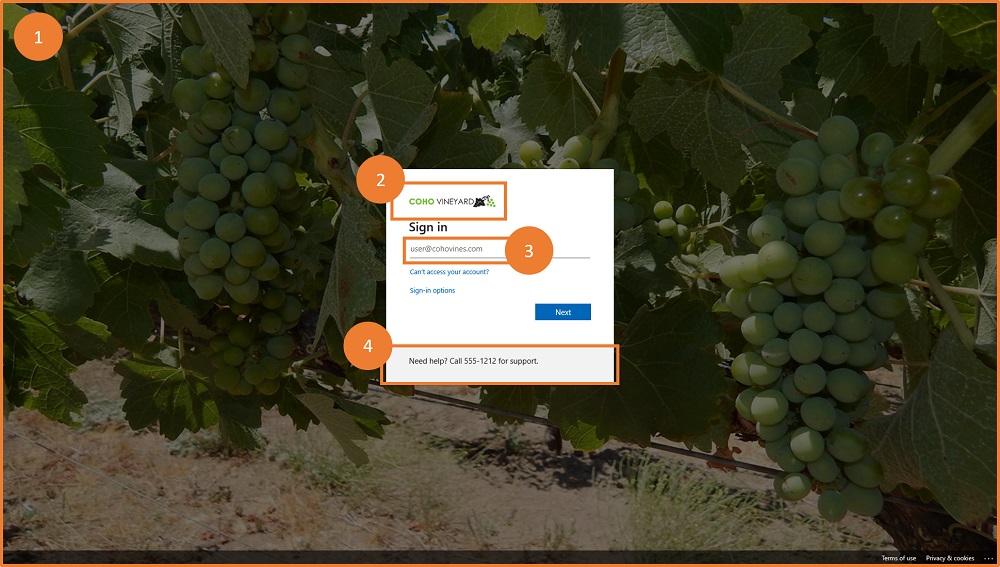 1
2
COHO VINEYARD
Sign in
user@cohovines.com
3
Can't access your account?
Sign-in options
Next
4
Need help? Call 555-1212 for support.
Terms of use Privacy & cookies ...